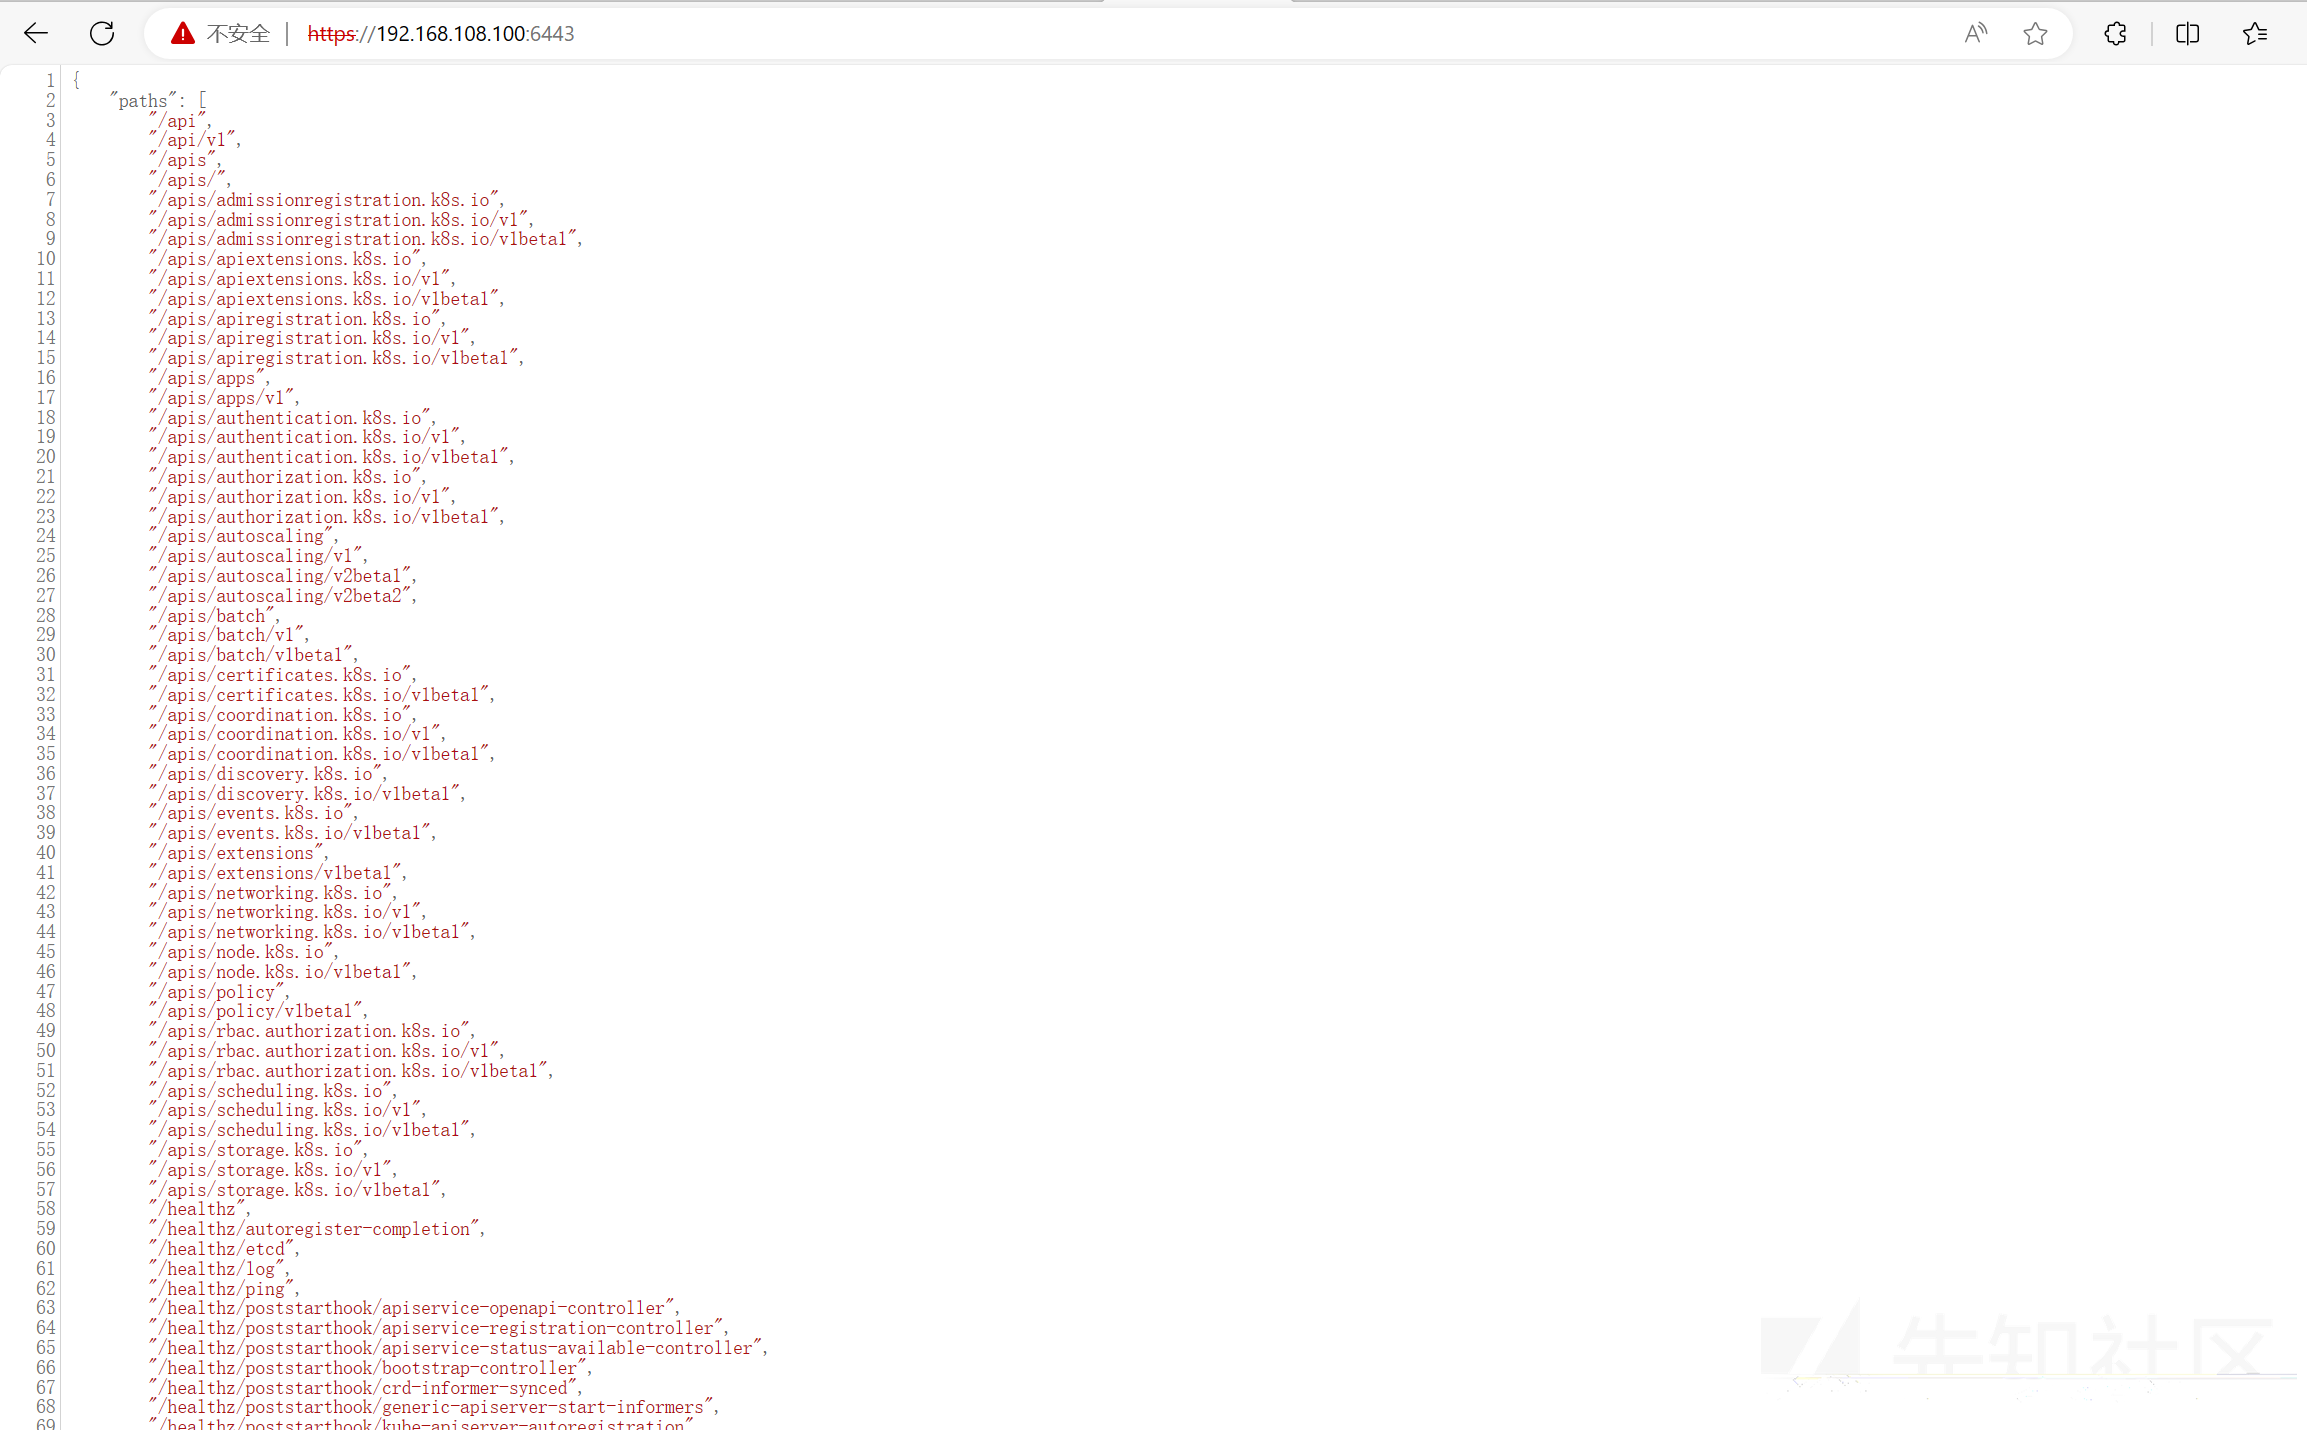 不安全 | https://192.168.108.100:6443
1 {
2 "paths": [
3 "/api",
4 "/api/v1",
5 "/apis",
6 "/apis/",
7 "/apis/admissionregistration.k8s.io",
8 "/apis/admissionregistration.k8s.io/v1",
9 "/apis/admissionregistration.k8s.io/v1beta1",
10 "/apis/apiextensions.k8s.io",
11 "/apis/apiextensions.k8s.io/v1",
12 "/apis/apiextensions.k8s.io/v1beta1",
13 "/apis/apiregistration.k8s.io",
14 "/apis/apiregistration.k8s.io/v1",
15 "/apis/apiregistration.k8s.io/v1beta1",
16 "/apis/apps",
17 "/apis/apps/v1",
18 "/apis/authentication.k8s.io",
19 "/apis/authentication.k8s.io/v1",
20 "/apis/authentication.k8s.io/v1beta1",
21 "/apis/authorization.k8s.io",
22 "/apis/authorization.k8s.io/v1",
23 "/apis/authorization.k8s.io/v1beta1",
24 "/apis/autoscaling",
25 "/apis/autoscaling/v1",
26 "/apis/autoscaling/v2beta1",
27 "/apis/autoscaling/v2beta2",
28 "/apis/batch",
29 "/apis/batch/v1",
30 "/apis/batch/v1beta1",
31 "/apis/certificates.k8s.io",
32 "/apis/certificates.k8s.io/v1beta1",
33 "/apis/coordination.k8s.io",
34 "/apis/coordination.k8s.io/v1",
35 "/apis/coordination.k8s.io/v1beta1",
36 "/apis/discovery.k8s.io",
37 "/apis/discovery.k8s.io/v1beta1",
38 "/apis/events.k8s.io",
39 "/apis/events.k8s.io/v1beta1",
40 "/apis/extensions",
41 "/apis/extensions/v1beta1",
42 "/apis/networking.k8s.io",
43 "/apis/networking.k8s.io/v1",
44 "/apis/networking.k8s.io/v1beta1",
45 "/apis/node.k8s.io",
46 "/apis/node.k8s.io/v1beta1",
47 "/apis/policy",
48 "/apis/policy/v1beta1",
49 "/apis/rbac.authorization.k8s.io",
50 "/apis/rbac.authorization.k8s.io/v1",
51 "/apis/rbac.authorization.k8s.io/v1beta1",
52 "/apis/scheduling.k8s.io",
53 "/apis/scheduling.k8s.io/v1",
54 "/apis/scheduling.k8s.io/v1beta1",
55 "/apis/storage.k8s.io",
56 "/apis/storage.k8s.io/v1",
57 "/apis/storage.k8s.io/v1beta1",
58 "/healthz",
59 "/healthz/autoregister-completion",
60 "/healthz/etcd",
61 "/healthz/log",
62 "/healthz/ping",
63 "/healthz/poststarthook/apiservice-openapi-controller",
64 "/healthz/poststarthook/apiservice-registration-controller",
65 "/healthz/poststarthook/apiservice-status-available-controller",
66 "/healthz/poststarthook/bootstrap-controller",
67 "/healthz/poststarthook/crd-informer-synced",
68 "/healthz/poststarthook/generic-apiserver-start-informers",
69 "/healthz/poststarthook/kube-apiserver-autoregistration"
先知社区